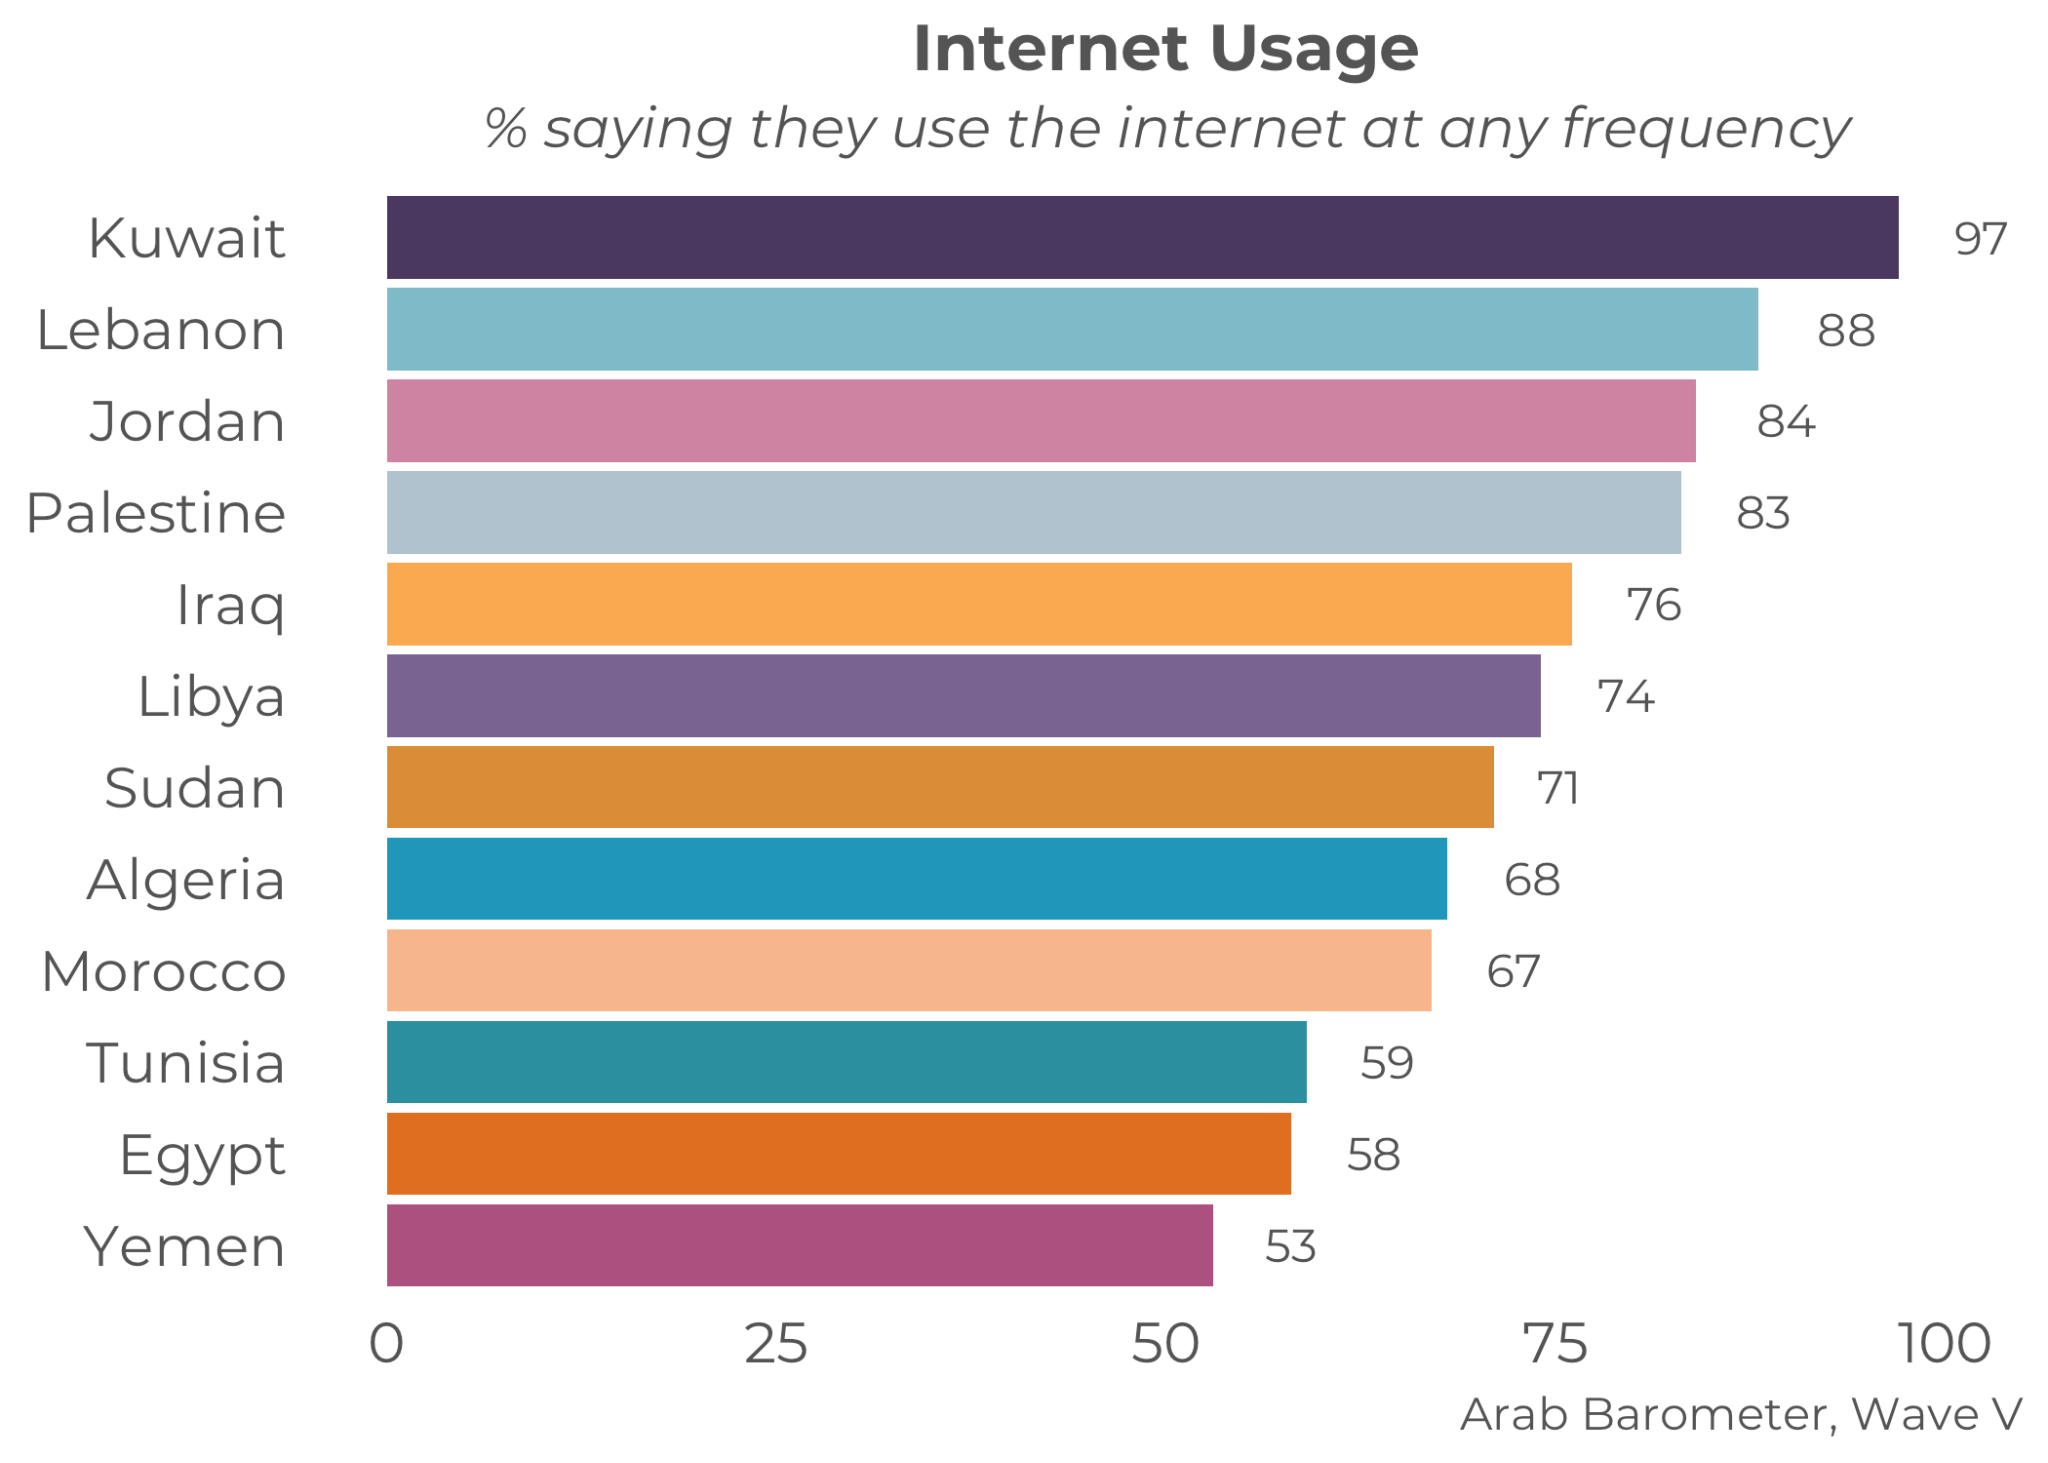 Internet Usage
% saying they use the internet at any frequency
Kuwait 97
Lebanon 88
Jordan 84
Palestine 83
Iraq 76
Libya 74
Sudan 71
Algeria 68
Morocco 67
Tunisia 59
Egypt 58
Yemen 53
0 25 50 75 100
Arab Barometer, Wave V